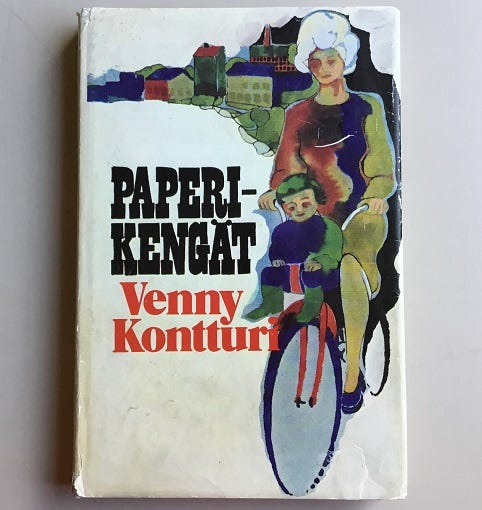 PAPERI-
KENGÄT
Venny
Kontturi